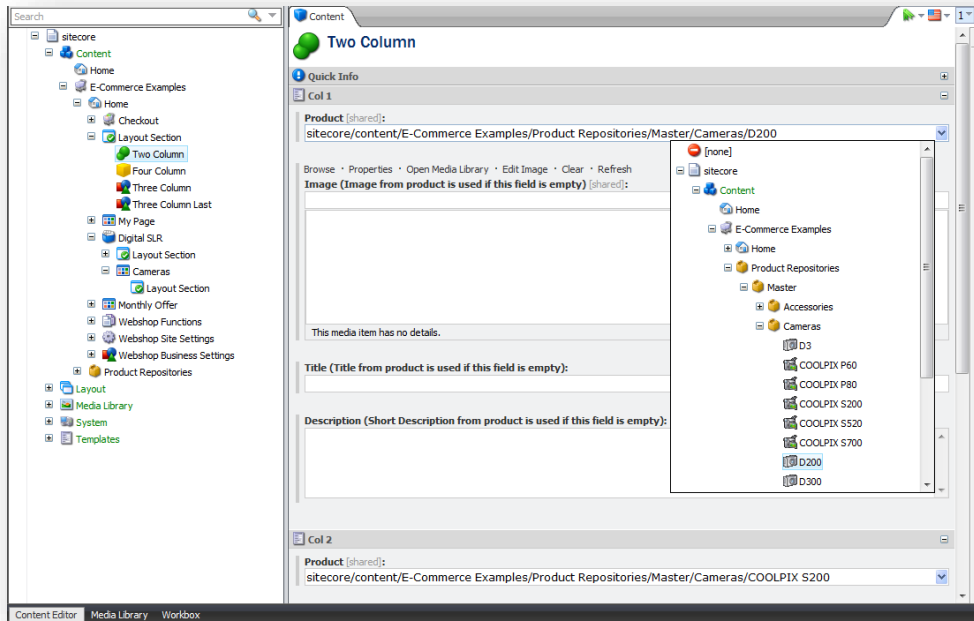 Search
sitecore
Content
Home
E-Commerce Examples
Home
Checkout
Layout Section
Two Column
Four Column
Three Column
Three Column Last
My Page
Digital SLR
Layout Section
Cameras
Layout Section
Monthly Offer
Webshop Functions
Webshop Site Settings
Webshop Business Settings
Product Repositories
Layout
Media Library
System
Templates
Content
1
Two Column
Quick Info
Col 1
Product [shared]:
sitecore/content/E-Commerce Examples/Product Repositories/Master/Cameras/D200
Browse · Properties · Open Media Library · Edit Image · Clear · Refresh
Image (Image from product is used if this field is empty) [shared]:
This media item has no details.
Title (Title from product is used if this field is empty):
Description (Short Description from product is used if this field is empty):
[none]
sitecore
Content
Home
E-Commerce Examples
Home
Product Repositories
Master
Accessories
Cameras
D3
COOLPIX P60
COOLPIX P80
COOLPIX S200
COOLPIX S520
COOLPIX S700
D200
D300
Col 2
Product [shared]:
sitecore/content/E-Commerce Examples/Product Repositories/Master/Cameras/COOLPIX S200
Content Editor Media Library Workbox